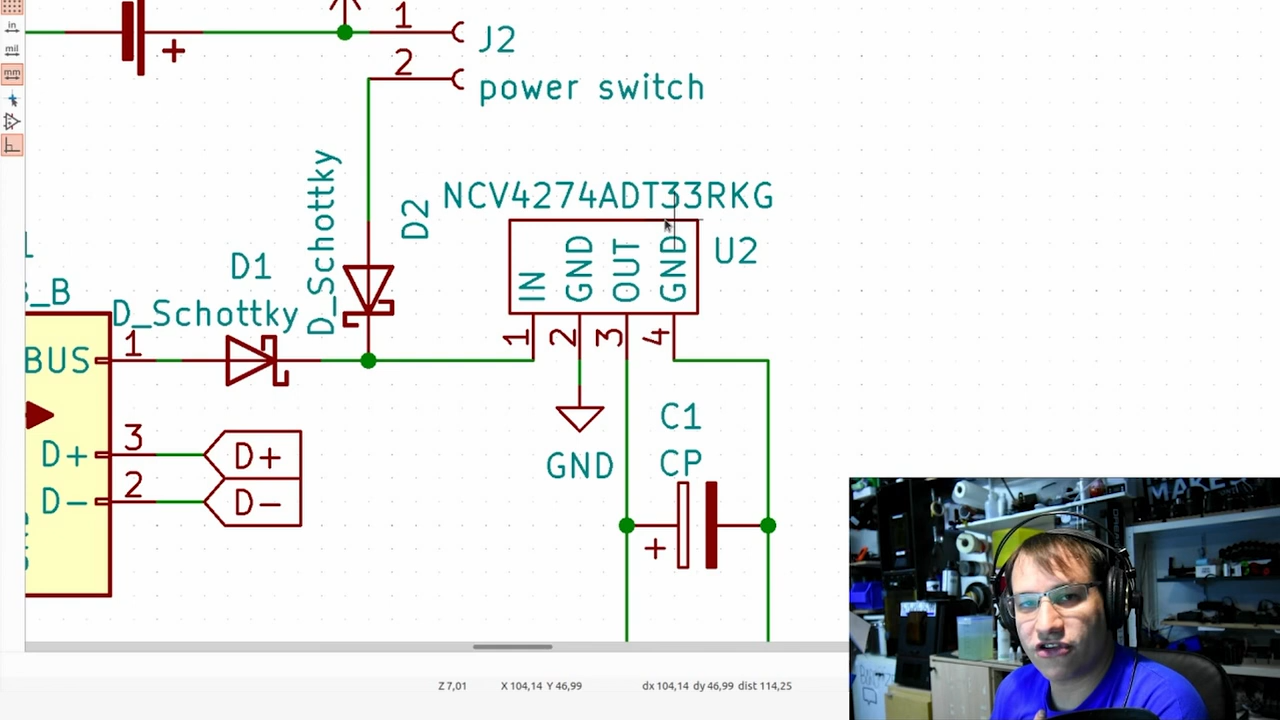 in
mil
mm
+
1
J2
2
power switch
D_Schottky
D2
NCV4274ADT33RKG
IN
GND
OUT
GND
U2
1
2
3
4
_B
D1
D_Schottky
BUS
1
D+
3
D+
D-
2
D-
GND
C1
CP
+
MAKER
Z 7,01
X 104,14 Y 46,99
dx 104,14 dy 46,99 dist 114,25